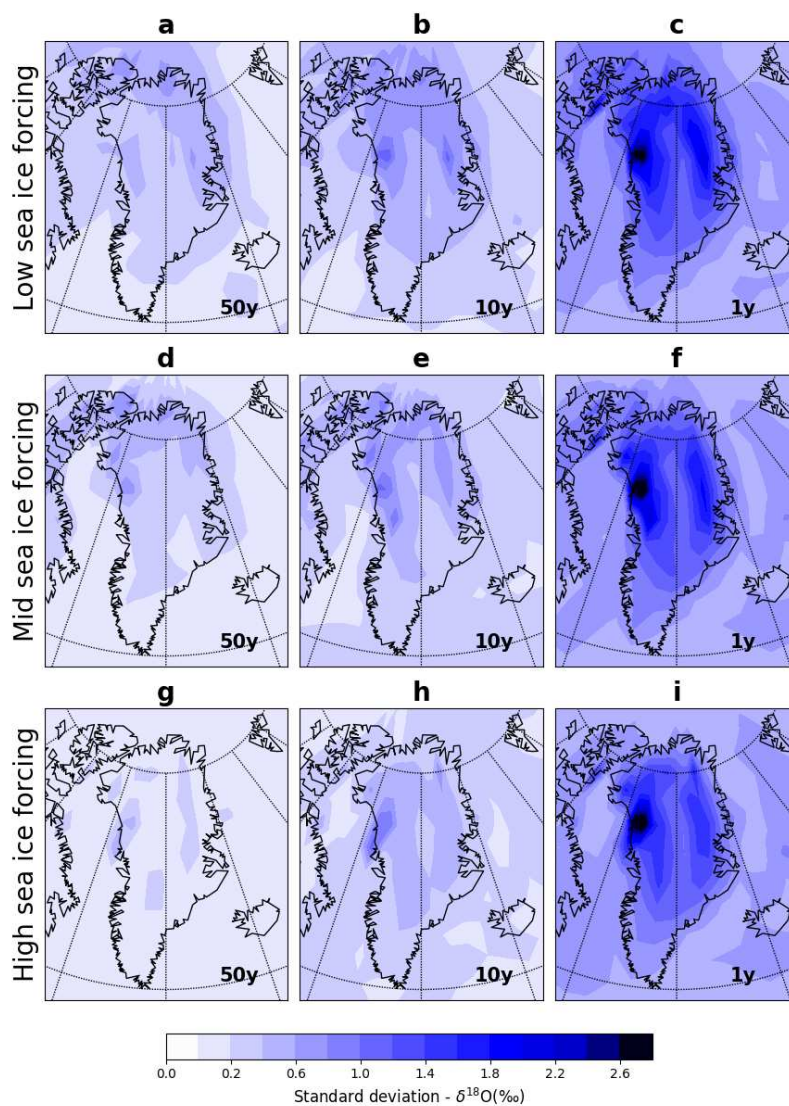 a b c
Low sea ice forcing
50y 10y 1y
d e f
Mid sea ice forcing
50y 10y 1y
g h i
High sea ice forcing
50y 10y 1y
0.0 0.2 0.6 1.0 1.4 1.8 2.2 2.6
Standard deviation - δ¹⁸O(‰)